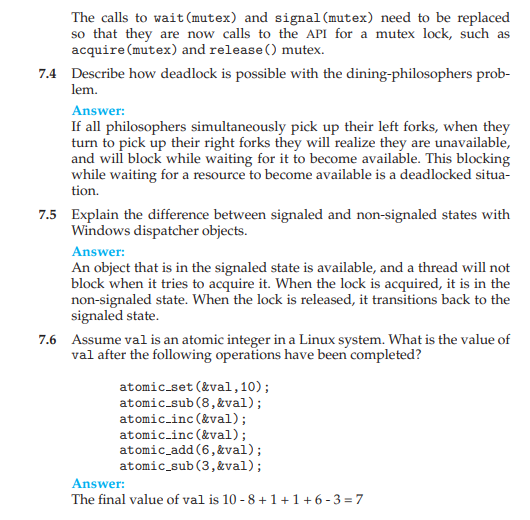 The calls to wait(mutex) and signal(mutex) need to be replaced
so that they are now calls to the API for a mutex lock, such as
acquire(mutex) and release() mutex.
7.4 Describe how deadlock is possible with the dining-philosophers prob-
lem.
Answer:
If all philosophers simultaneously pick up their left forks, when they
turn to pick up their right forks they will realize they are unavailable,
and will block while waiting for it to become available. This blocking
while waiting for a resource to become available is a deadlocked situa-
tion.
7.5 Explain the difference between signaled and non-signaled states with
Windows dispatcher objects.
Answer:
An object that is in the signaled state is available, and a thread will not
block when it tries to acquire it. When the lock is acquired, it is in the
non-signaled state. When the lock is released, it transitions back to the
signaled state.
7.6 Assume val is an atomic integer in a Linux system. What is the value of
val after the following operations have been completed?
atomic_set(&val,10);
atomic_sub(8,&val);
atomic_inc(&val);
atomic_inc(&val);
atomic_add(6,&val);
atomic_sub(3,&val);
Answer:
The final value of val is 10 - 8 + 1 + 1 + 6 - 3 = 7